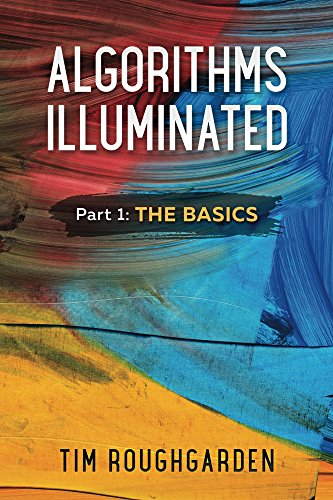 ALGORITHMS
ILLUMINATED
Part 1: THE BASICS
TIM ROUGHGARDEN